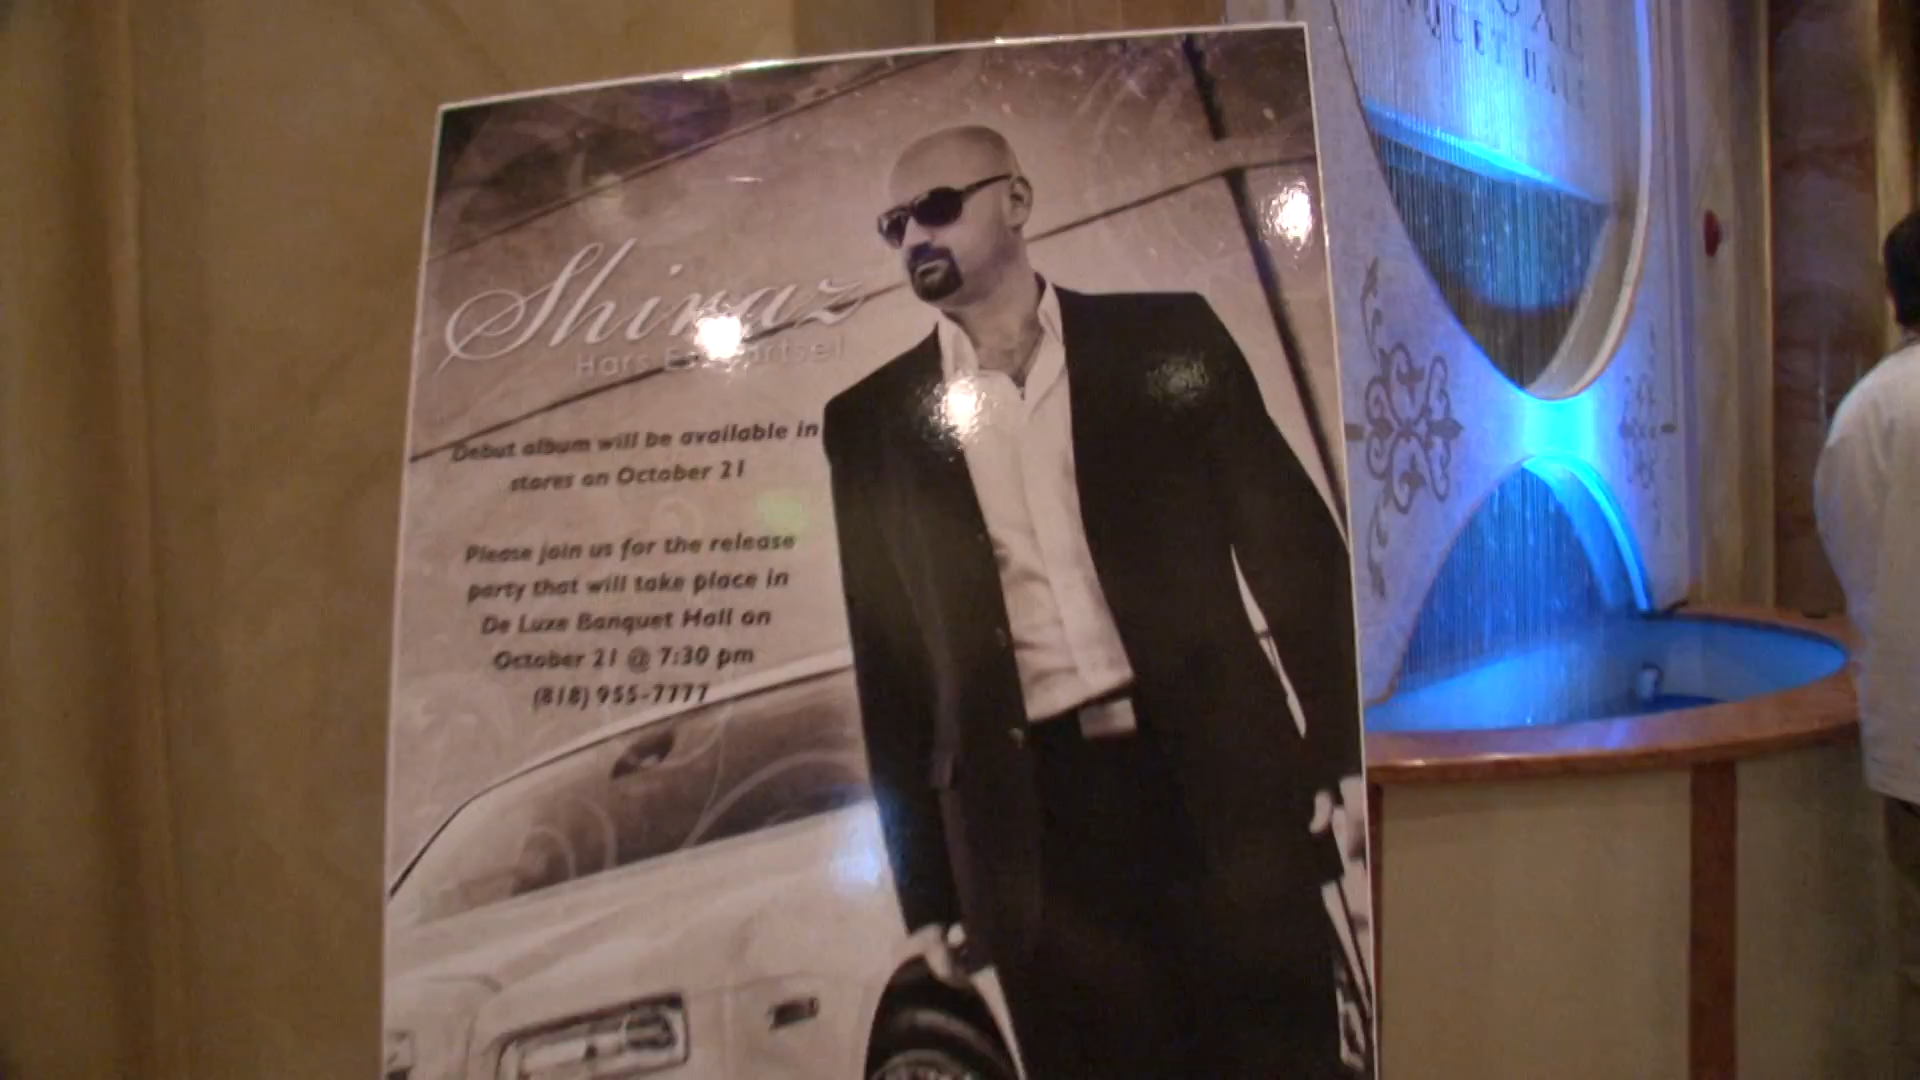 Shiraz
Hars
Debut album will be available in
stores on October 21
Please join us for the release
party that will take place in
De Luxe Banquet Hall on
October 21 @ 7:30 pm
(818) 955-7777